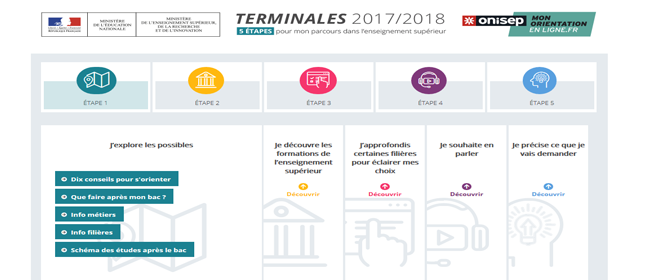 MINISTÈRE
DE L'ÉDUCATION
NATIONALE
MINISTÈRE
DE L'ENSEIGNEMENT SUPÉRIEUR,
DE LA RECHERCHE
ET DE L'INNOVATION
TERMINALES 2017/2018
5 ÉTAPES pour mon parcours dans l'enseignement supérieur
onisep
MON
ORIENTATION
EN LIGNE.FR
ÉTAPE 1
ÉTAPE 2
ÉTAPE 3
ÉTAPE 4
ÉTAPE 5
J'explore les possibles
Dix conseils pour s'orienter
Que faire après mon bac ?
Info métiers
Info filières
Schéma des études après le bac
Je découvre les
formations de
l'enseignement
supérieur
Découvrir
J'approfondis
certaines filières
pour éclairer mes
choix
Découvrir
Je souhaite en
parler
Découvrir
Je précise ce que je
vais demander
Découvrir